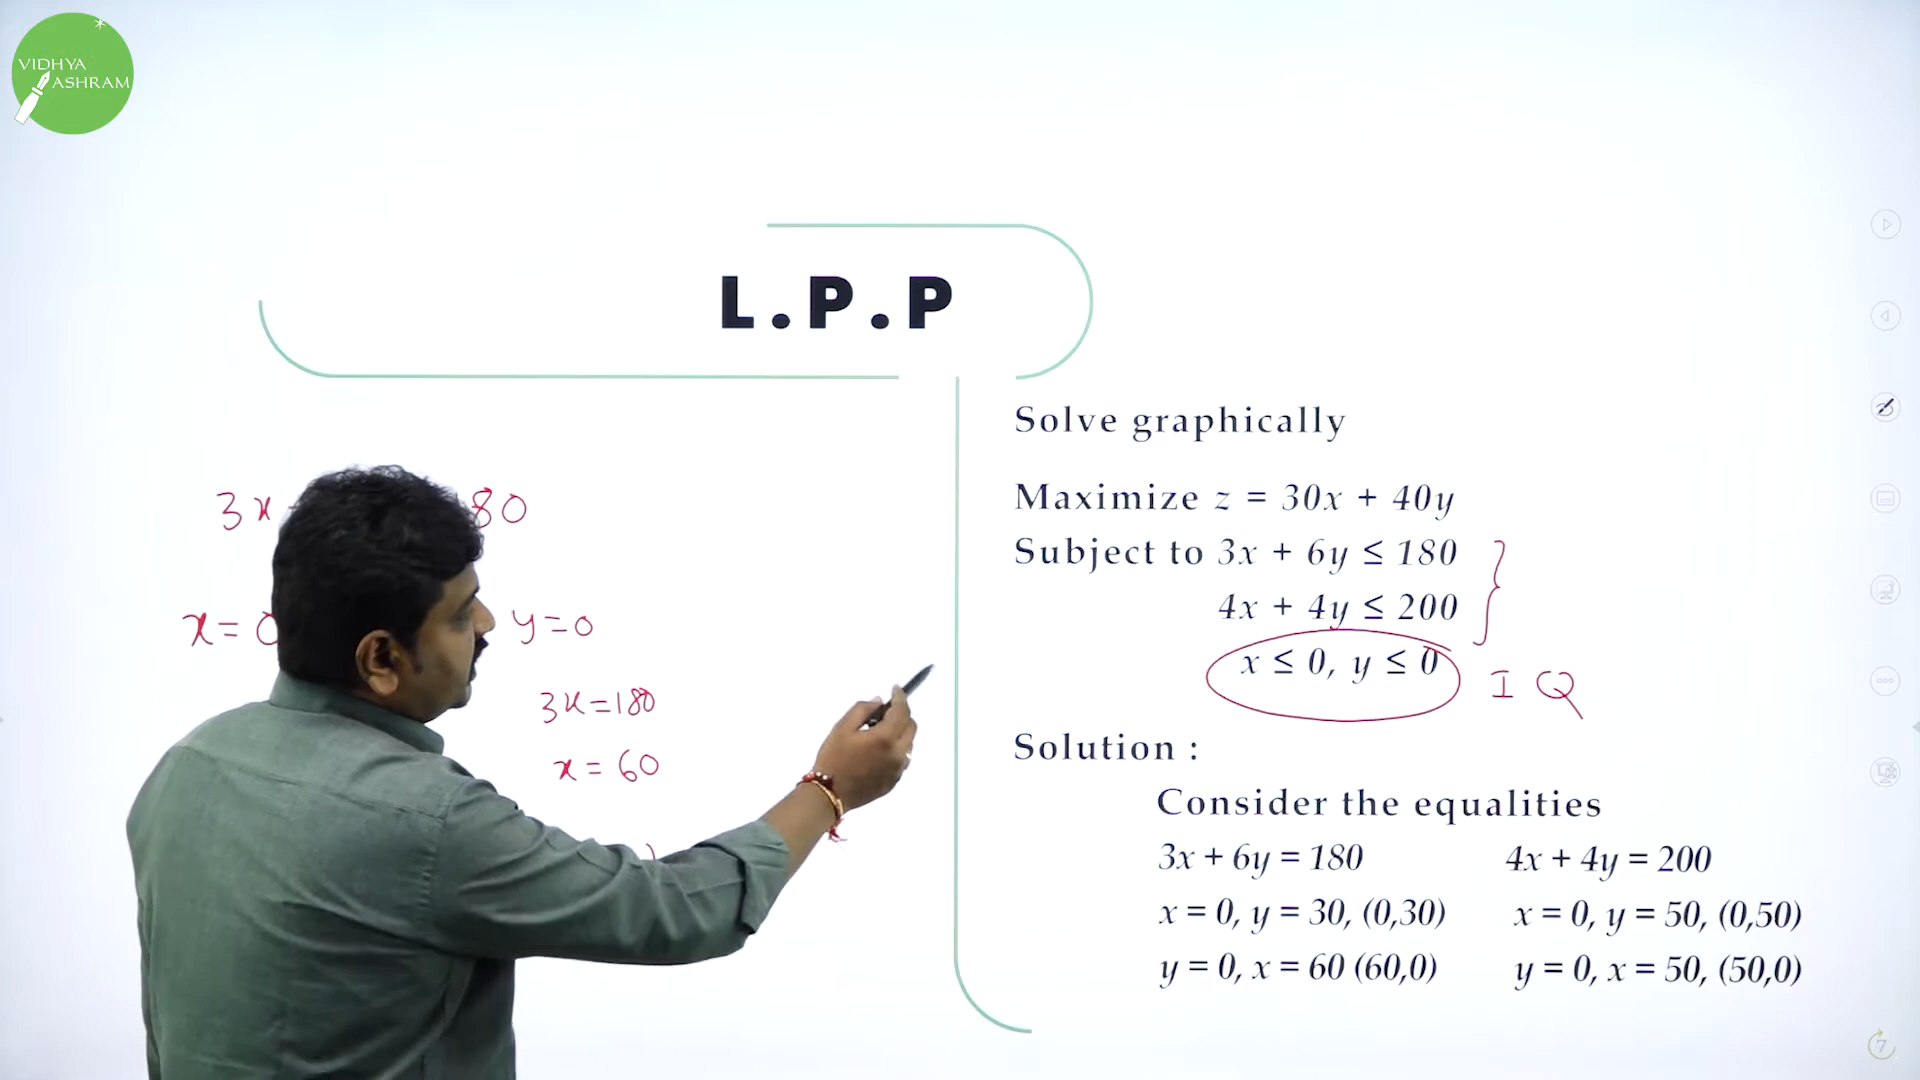 VIDHYA
ASHRAM
L.P.P
Solve graphically
Maximize z = 30x + 40y
Subject to 3x + 6y ≤ 180
4x + 4y ≤ 200
x ≤ 0, y ≤ 0
I Q
Solution :
Consider the equalities
3x + 6y = 180
x = 0, y = 30, (0,30)
y = 0, x = 60 (60,0)
4x + 4y = 200
x = 0, y = 50, (0,50)
y = 0, x = 50, (50,0)
3x 80
x = 0 y = 0
3x = 180
x = 60
7